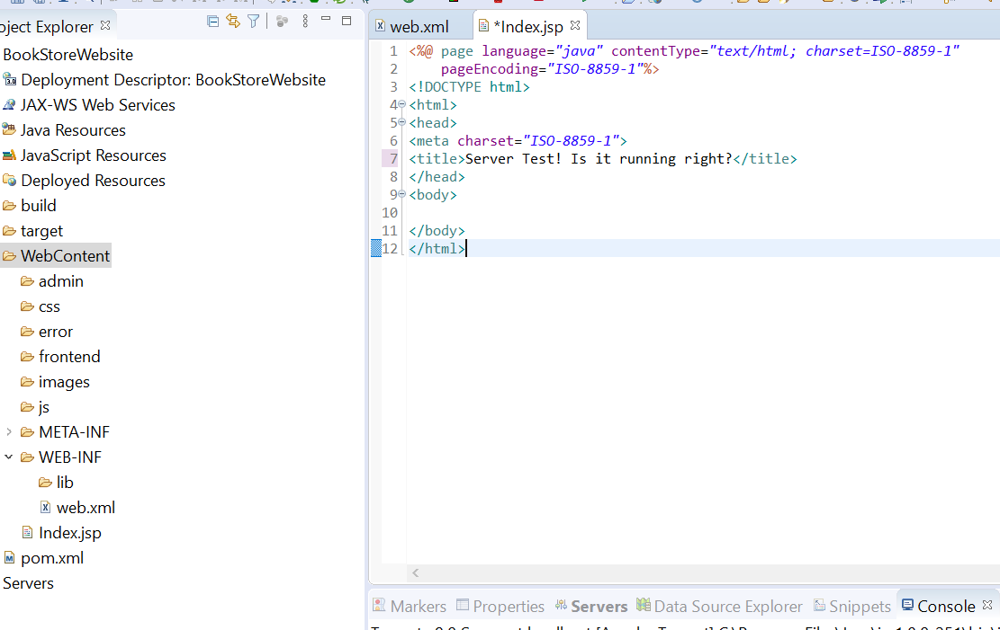 oject Explorer
BookStoreWebsite
Deployment Descriptor: BookStoreWebsite
JAX-WS Web Services
Java Resources
JavaScript Resources
Deployed Resources
build
target
WebContent
admin
css
error
frontend
images
js
META-INF
WEB-INF
lib
web.xml
Index.jsp
pom.xml
Servers
web.xml *Index.jsp
1 <%@ page language="java" contentType="text/html; charset=ISO-8859-1"
2 pageEncoding="ISO-8859-1"%>
3 <!DOCTYPE html>
4 <html>
5 <head>
6 <meta charset="ISO-8859-1">
7 <title>Server Test! Is it running right?</title>
8 </head>
9 <body>
10
11 </body>
12 </html>
Markers Properties Servers Data Source Explorer Snippets Console